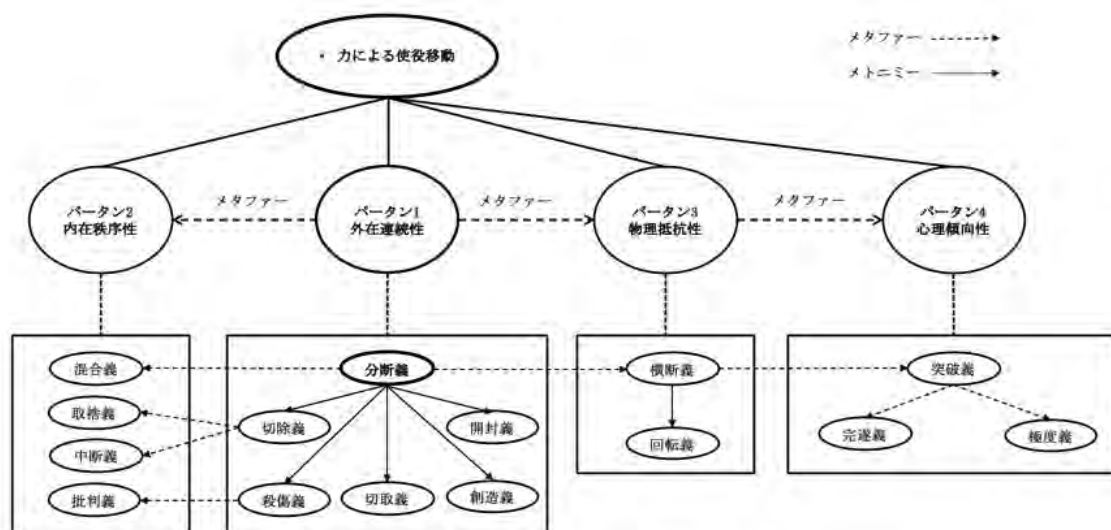 ・力による使役移動
メタファー
メトニミー
パータン2
内在秩序性
メタファー
パータン1
外在連続性
メタファー
パータン3
物理抵抗性
メタファー
パータン4
心理傾向性
混合義
取捨義
中断義
批判義
分断義
切除義
開封義
殺傷義
切取義
創造義
横断義
回転義
突破義
完遂義
極度義